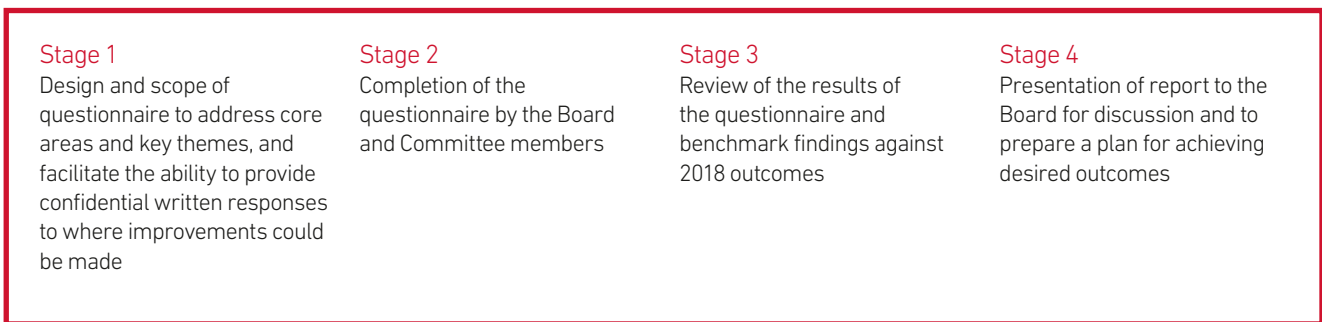 Stage 1
Design and scope of
questionnaire to address core
areas and key themes, and
facilitate the ability to provide
confidential written responses
to where improvements could
be made
Stage 2
Completion of the
questionnaire by the Board
and Committee members
Stage 3
Review of the results of
the questionnaire and
benchmark findings against
2018 outcomes
Stage 4
Presentation of report to the
Board for discussion and to
prepare a plan for achieving
desired outcomes